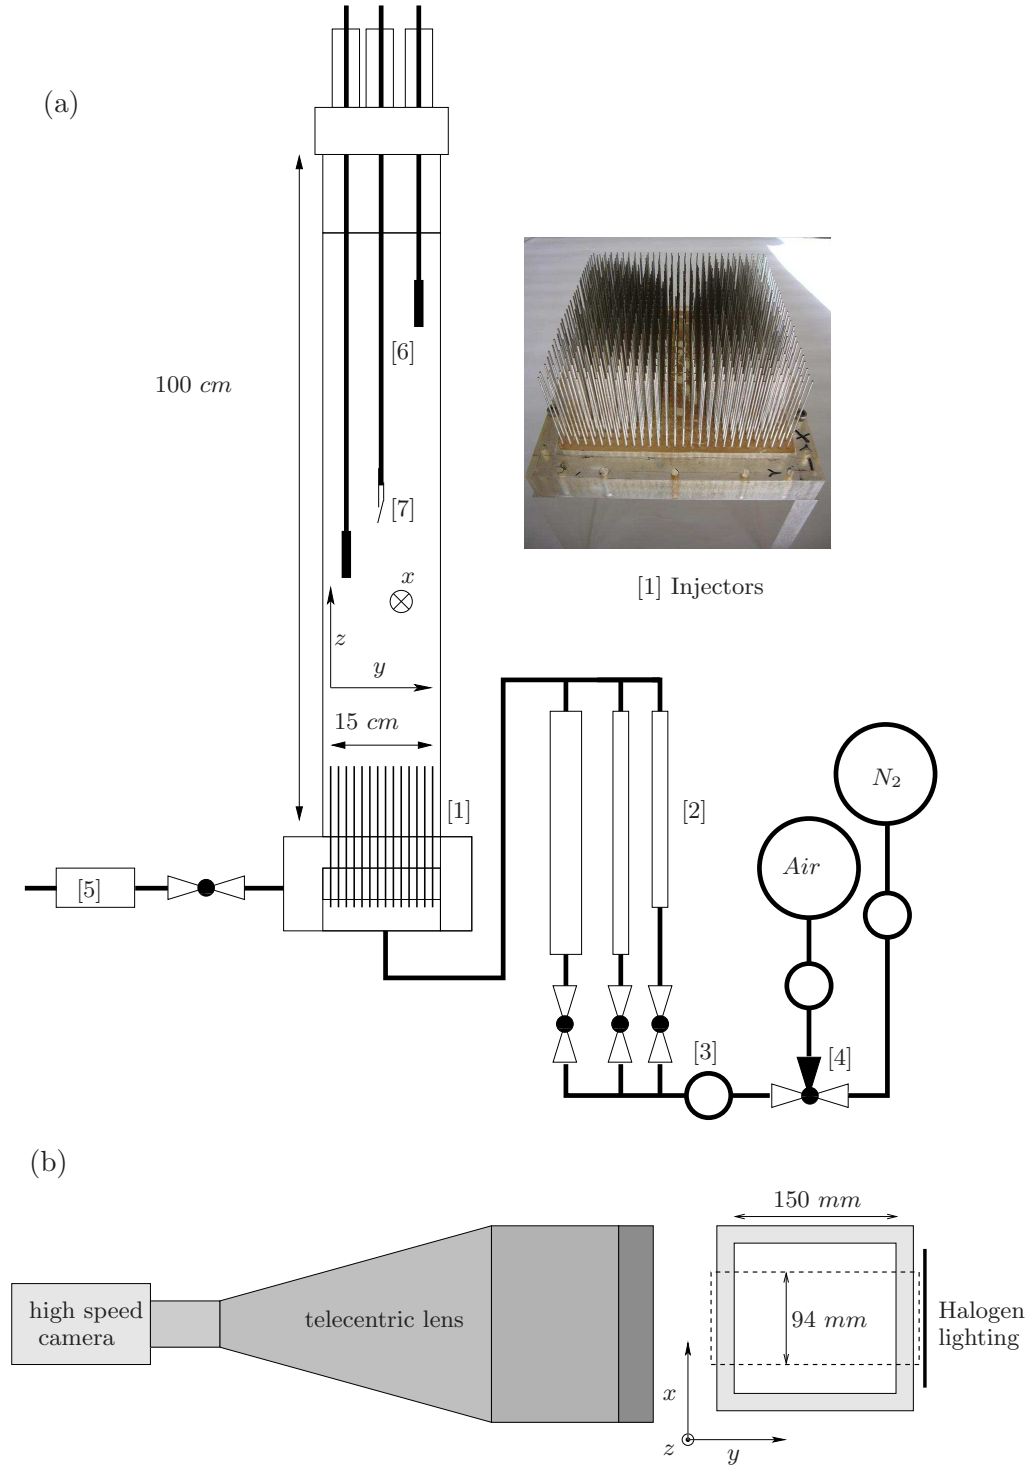 (a)
[6]
100 cm
[7]
x
[1] Injectors
z
y
15 cm
N2
[1]
[2]
Air
[5]
[3]
[4]
(b)
150 mm
high speed
camera
telecentric lens
94 mm
Halogen
lighting
x
z
y